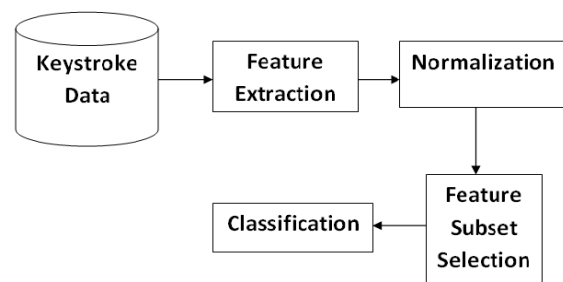 Keystroke
Data
Feature
Extraction
Normalization
Feature
Subset
Selection
Classification